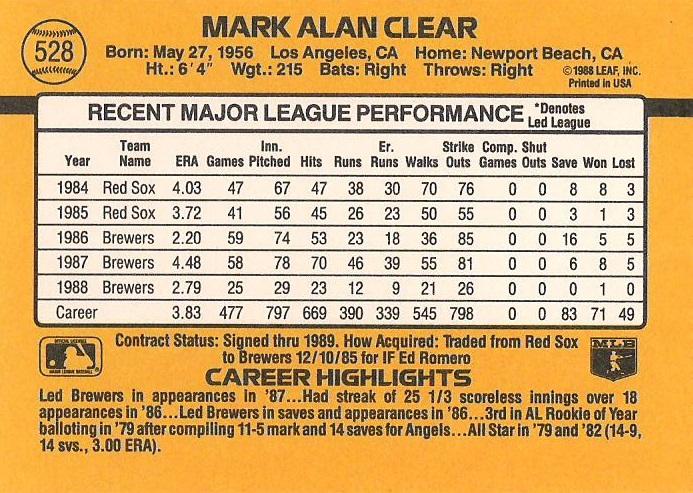 528
MARK ALAN CLEAR
Born: May 27, 1956 Los Angeles, CA Home: Newport Beach, CA
Ht.: 6'4" Wgt.: 215 Bats: Right Throws: Right
©1988 LEAF, INC.
Printed in USA
RECENT MAJOR LEAGUE PERFORMANCE *Denotes Led League
Year Team Name ERA Games Inn. Pitched Hits Runs Er. Runs Walks Strike Outs Comp. Games Shut Outs Save Won Lost
1984 Red Sox 4.03 47 67 47 38 30 70 76 0 0 8 8 3
1985 Red Sox 3.72 41 56 45 26 23 50 55 0 0 3 1 3
1986 Brewers 2.20 59 74 53 23 18 36 85 0 0 16 5 5
1987 Brewers 4.48 58 78 70 46 39 55 81 0 0 6 8 5
1988 Brewers 2.79 25 29 23 12 9 21 26 0 0 0 1 0
Career 3.83 477 797 669 390 339 545 798 0 0 83 71 49
Contract Status: Signed thru 1989. How Acquired: Traded from Red Sox
to Brewers 12/10/85 for IF Ed Romero
MLB
CAREER HIGHLIGHTS
Led Brewers in appearances in '87...Had streak of 25 1/3 scoreless innings over 18
appearances in '86...Led Brewers in saves and appearances in '86...3rd in AL Rookie of Year
balloting in '79 after compiling 11-5 mark and 14 saves for Angels...All Star in '79 and '82 (14-9,
14 svs., 3.00 ERA).